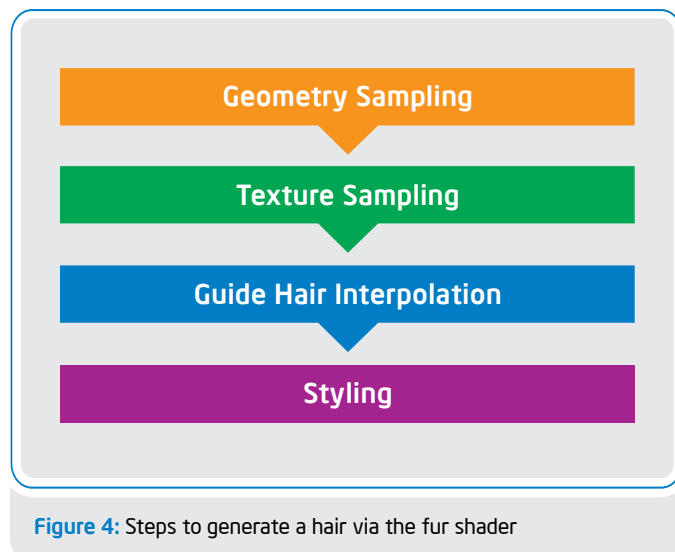 Geometry Sampling
Texture Sampling
Guide Hair Interpolation
Styling
Figure 4: Steps to generate a hair via the fur shader